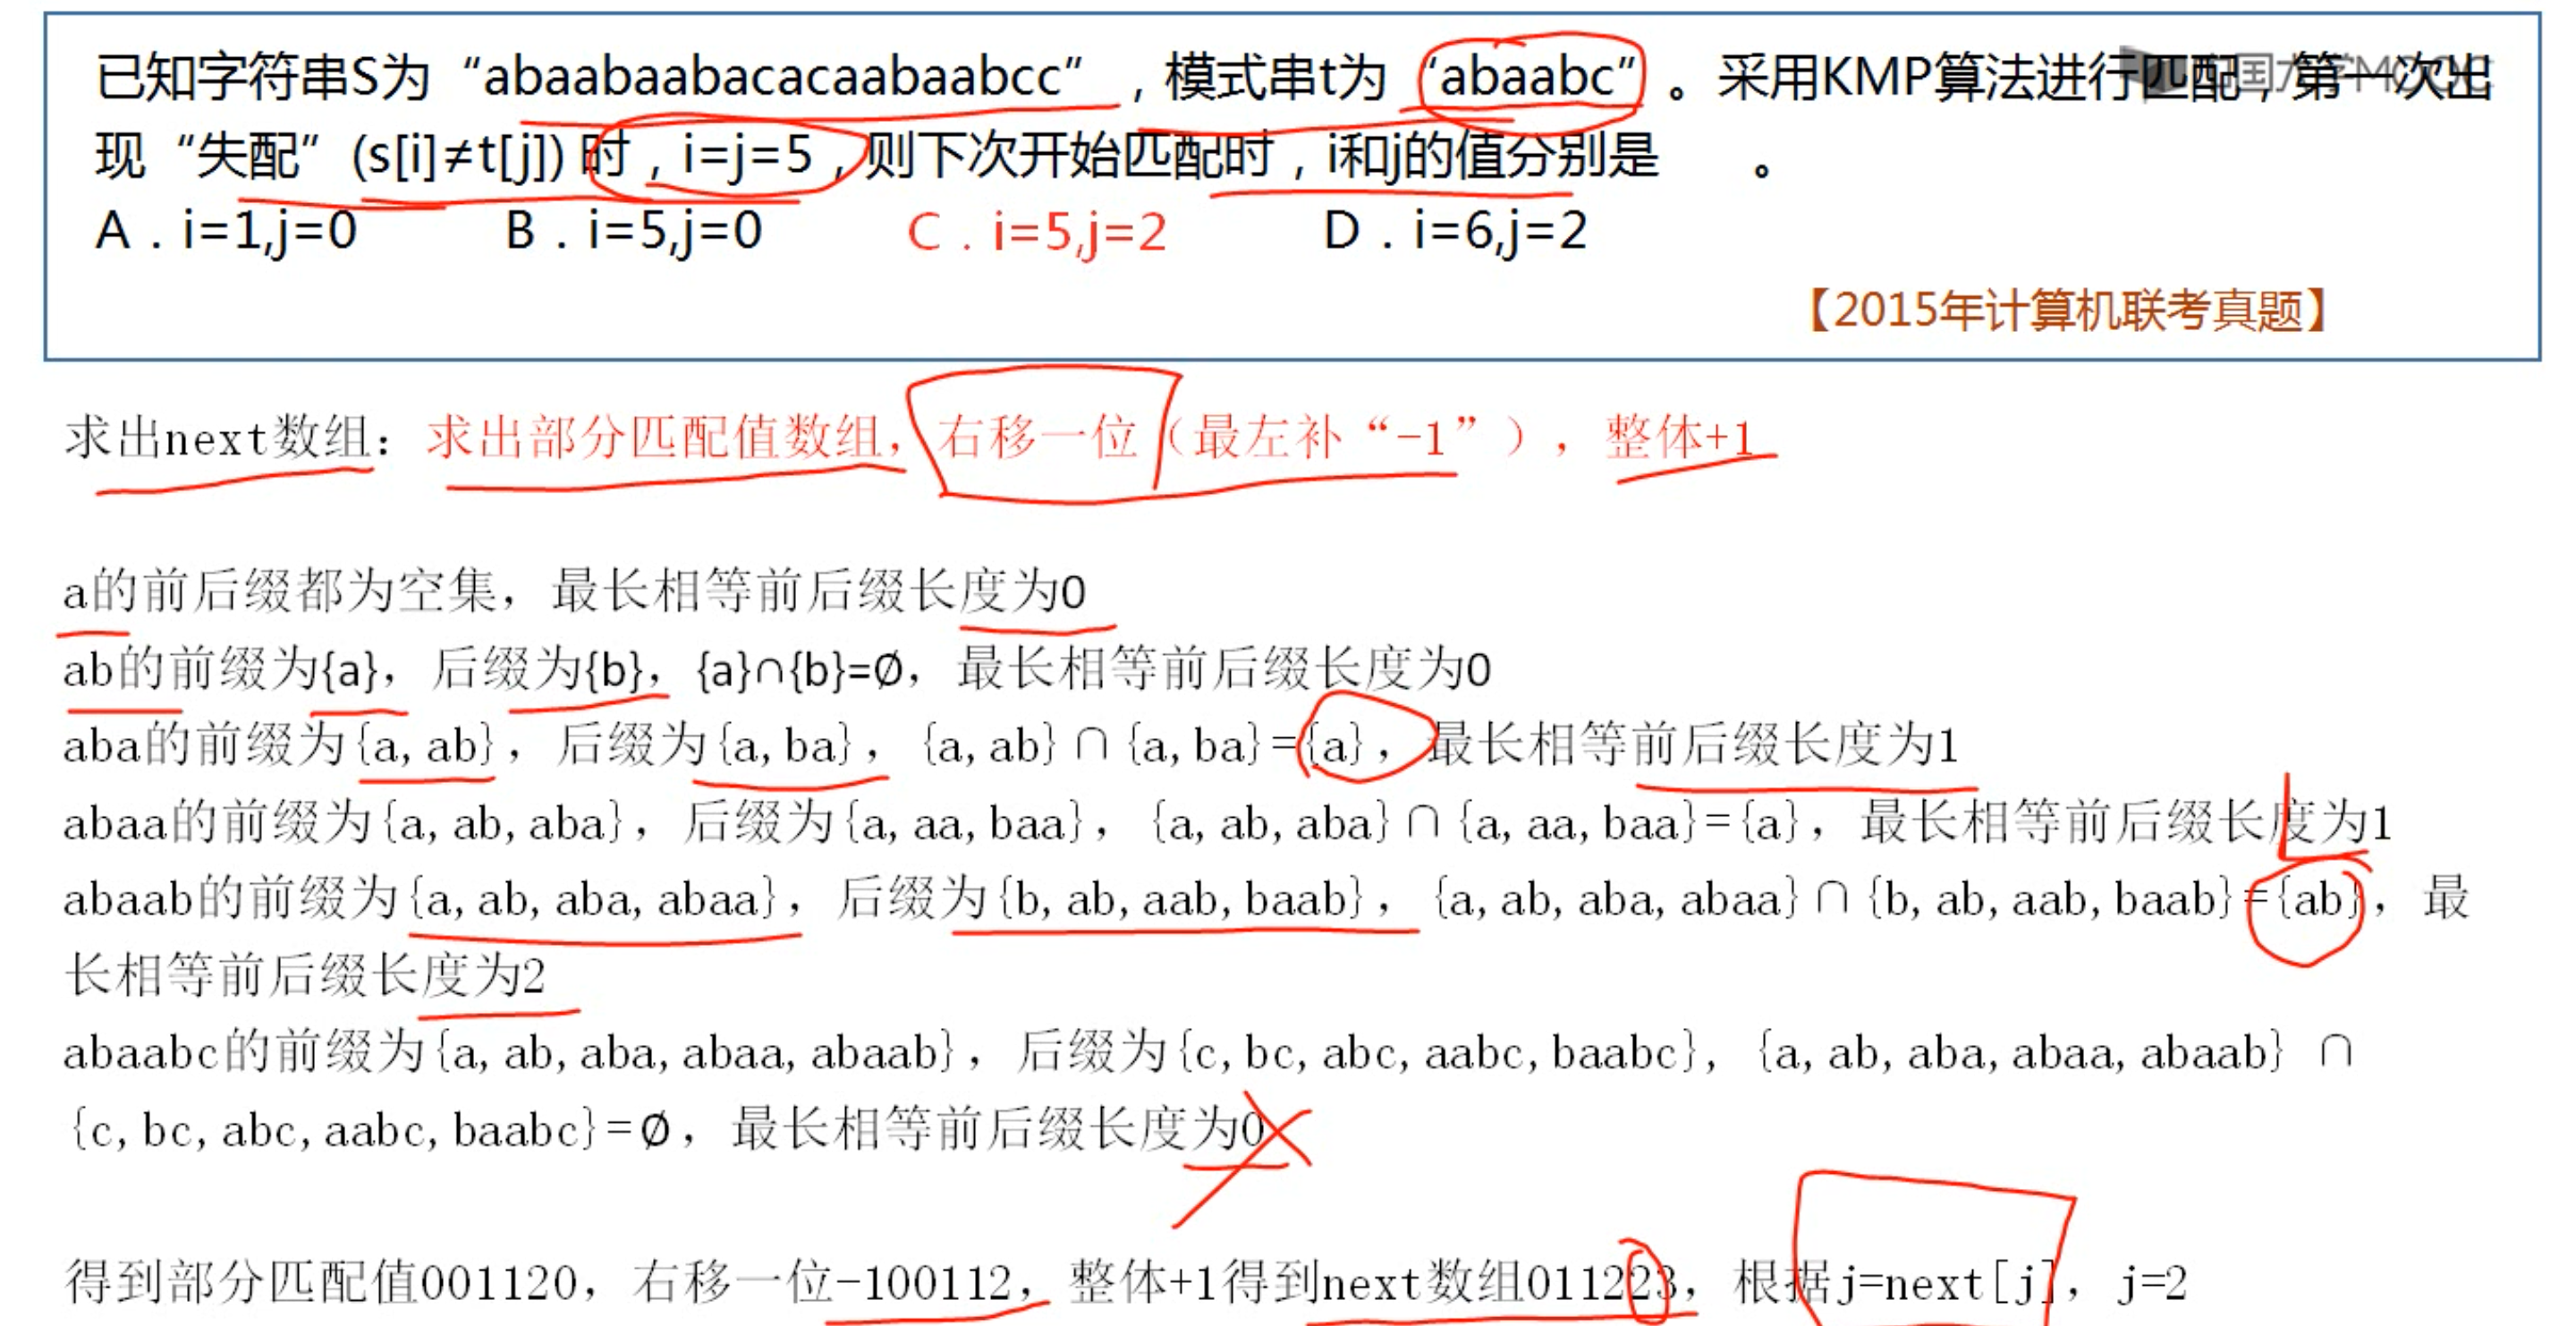 已知字符串S为“abaabaabacacaabaabcc”，模式串t为“abaabc”。采用KMP算法进行匹配，第一次出
现“失配”(s[i]≠t[j])时，i=j=5，则下次开始匹配时，i和j的值分别是　　。
A．i=1,j=0　　B．i=5,j=0　　C．i=5,j=2　　D．i=6,j=2
【2015年计算机联考真题】
求出next数组：求出部分匹配值数组，右移一位（最左补“-1”），整体+1
a的前后缀都为空集，最长相等前后缀长度为0
ab的前缀为{a}，后缀为{b}，{a}∩{b}=∅，最长相等前后缀长度为0
aba的前缀为{a,ab}，后缀为{a,ba}，{a,ab}∩{a,ba}={a}，最长相等前后缀长度为1
abaa的前缀为{a,ab,aba}，后缀为{a,aa,baa}，{a,ab,aba}∩{a,aa,baa}={a}，最长相等前后缀长度为1
abaab的前缀为{a,ab,aba,abaa}，后缀为{b,ab,aab,baab}，{a,ab,aba,abaa}∩{b,ab,aab,baab}={ab}，最
长相等前后缀长度为2
abaabc的前缀为{a,ab,aba,abaa,abaab}，后缀为{c,bc,abc,aabc,baabc}，{a,ab,aba,abaa,abaab}∩
{c,bc,abc,aabc,baabc}=∅，最长相等前后缀长度为0
得到部分匹配值001120，右移一位-100112，整体+1得到next数组011223，根据j=next[j]，j=2